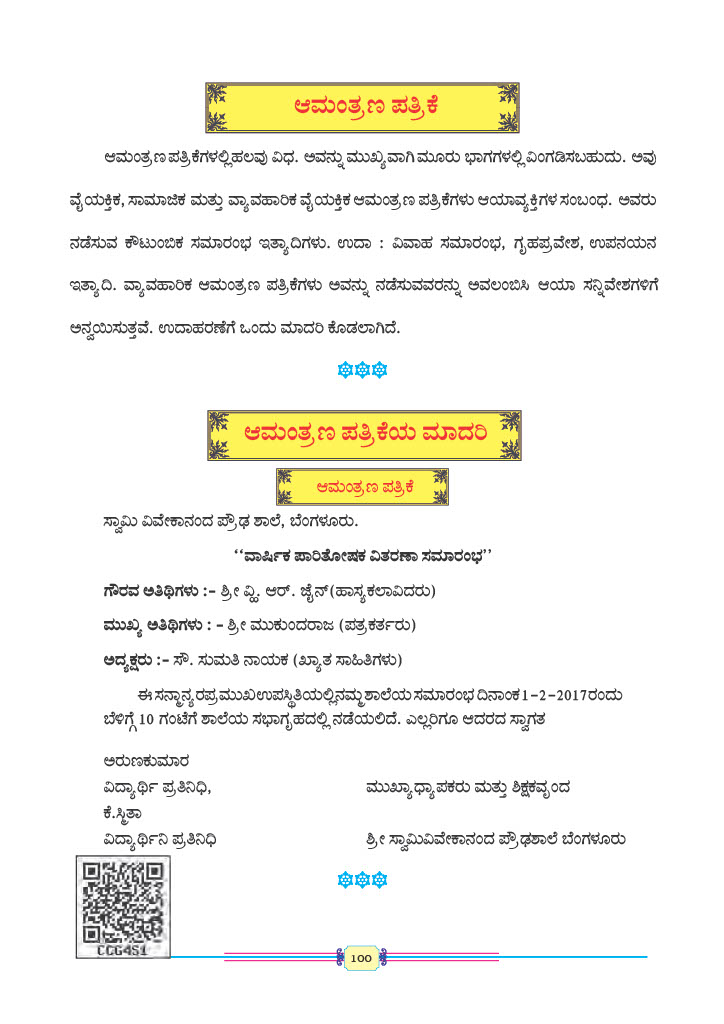 ಆಮಂತ್ರಣ ಪತ್ರಿಕೆ
ಆಮಂತ್ರಣ ಪತ್ರಿಕೆಗಳಲ್ಲಿ ಹಲವು ವಿಧ. ಅವನ್ನು ಮುಖ್ಯವಾಗಿ ಮೂರು ಭಾಗಗಳಲ್ಲಿ ವಿಂಗಡಿಸಬಹುದು. ಅವು
ವೈಯಕ್ತಿಕ, ಸಾಮಾಜಿಕ ಮತ್ತು ವ್ಯಾವಹಾರಿಕ ವೈಯಕ್ತಿಕ ಆಮಂತ್ರಣ ಪತ್ರಿಕೆಗಳು ಆಯಾವ್ಯಕ್ತಿಗಳ ಸಂಬಂಧ. ಅವರು
ನಡೆಸುವ ಕೌಟುಂಬಿಕ ಸಮಾರಂಭ ಇತ್ಯಾದಿಗಳು. ಉದಾ : ವಿವಾಹ ಸಮಾರಂಭ, ಗೃಹಪ್ರವೇಶ, ಉಪನಯನ
ಇತ್ಯಾದಿ. ವ್ಯಾವಹಾರಿಕ ಆಮಂತ್ರಣ ಪತ್ರಿಕೆಗಳು ಅವನ್ನು ನಡೆಸುವವರನ್ನು ಅವಲಂಬಿಸಿ ಆಯಾ ಸನ್ನಿವೇಶಗಳಿಗೆ
ಅನ್ವಯಿಸುತ್ತವೆ. ಉದಾಹರಣೆಗೆ ಒಂದು ಮಾದರಿ ಕೊಡಲಾಗಿದೆ.
ಆಮಂತ್ರಣ ಪತ್ರಿಕೆಯ ಮಾದರಿ
ಆಮಂತ್ರಣ ಪತ್ರಿಕೆ
ಸ್ವಾಮಿ ವಿವೇಕಾನಂದ ಪ್ರೌಢ ಶಾಲೆ, ಬೆಂಗಳೂರು.
‘‘ವಾರ್ಷಿಕ ಪಾರಿತೋಷಕ ವಿತರಣಾ ಸಮಾರಂಭ’’
ಗೌರವ ಅತಿಥಿಗಳು :- ಶ್ರೀ ವ್ಹಿ. ಆರ್. ಜೈನ್(ಹಾಸ್ಯಕಲಾವಿದರು)
ಮುಖ್ಯ ಅತಿಥಿಗಳು : - ಶ್ರೀ ಮುಕುಂದರಾಜ (ಪತ್ರಕರ್ತರು)
ಅಧ್ಯಕ್ಷರು :- ಸೌ. ಸುಮತಿ ನಾಯಕ (ಖ್ಯಾತ ಸಾಹಿತಿಗಳು)
ಈ ಸನ್ಮಾನ್ಯರ ಪ್ರಮುಖ ಉಪಸ್ಥಿತಿಯಲ್ಲಿ ನಮ್ಮ ಶಾಲೆಯ ಸಮಾರಂಭ ದಿನಾಂಕ 1-2-2017ರಂದು
ಬೆಳಿಗ್ಗೆ 10 ಗಂಟೆಗೆ ಶಾಲೆಯ ಸಭಾಗೃಹದಲ್ಲಿ ನಡೆಯಲಿದೆ. ಎಲ್ಲರಿಗೂ ಆದರದ ಸ್ವಾಗತ
ಅರುಣಕುಮಾರ
ವಿದ್ಯಾರ್ಥಿ ಪ್ರತಿನಿಧಿ, ಮುಖ್ಯಾಧ್ಯಾಪಕರು ಮತ್ತು ಶಿಕ್ಷಕವೃಂದ
ಕೆ.ಸ್ಮಿತಾ
ವಿದ್ಯಾರ್ಥಿನಿ ಪ್ರತಿನಿಧಿ ಶ್ರೀ ಸ್ವಾಮಿವಿವೇಕಾನಂದ ಪ್ರೌಢಶಾಲೆ ಬೆಂಗಳೂರು
CCG4S1
100